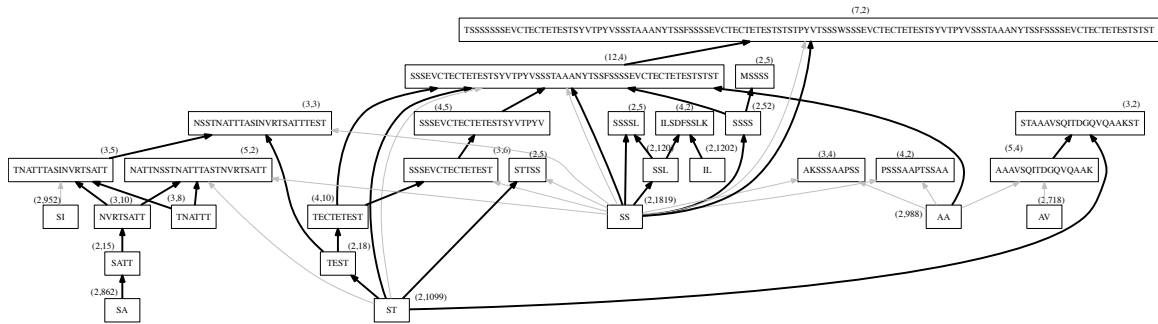 (7,2)
TSSSSSSSEVCTECTETESTSYVTPYVSSSTAAANYTSSFSSSSEVCTECTETESTSTSTPYVTSSSWSSSEVCTECTETESTSYVTPYVSSSTAAANYTSSFSSSSEVCTECTETESTSTST
(12,4)
(2,5)
SSSEVCTECTETESTSYVTPYVSSSTAAANYTSSFSSSSEVCTECTETESTSTST
MSSSS
(3,3)
(4,5)
(2,5)
(4,2)
(2,52)
(3,2)
NSSTNATTTASINVRTSATTTEST
SSSEVCTECTETESTSYVTPYV
SSSSL
ILSDFSSLK
SSSS
STAAAVSQITDGQVQAAKST
(3,5)
(5,2)
(3,6)
(2,5)
(2,120)
(2,1202)
(3,4)
(4,2)
(5,4)
TNATTTASINVRTSATT
NATTNSSTNATTTASTNVRTSATT
SSSEVCTECTETEST
STTSS
SSL
IL
AKSSSAAPSS
PSSSAAPTSSAA
AAAVSQITDGQVQAAK
(2,952)
(3,10)
(3,8)
(4,10)
(2,1819)
(2,988)
(2,718)
SI
NVRTSATT
TNATTT
TECTETEST
SS
AA
AV
(2,15)
(2,18)
SATT
TEST
(2,862)
(2,1099)
SA
ST